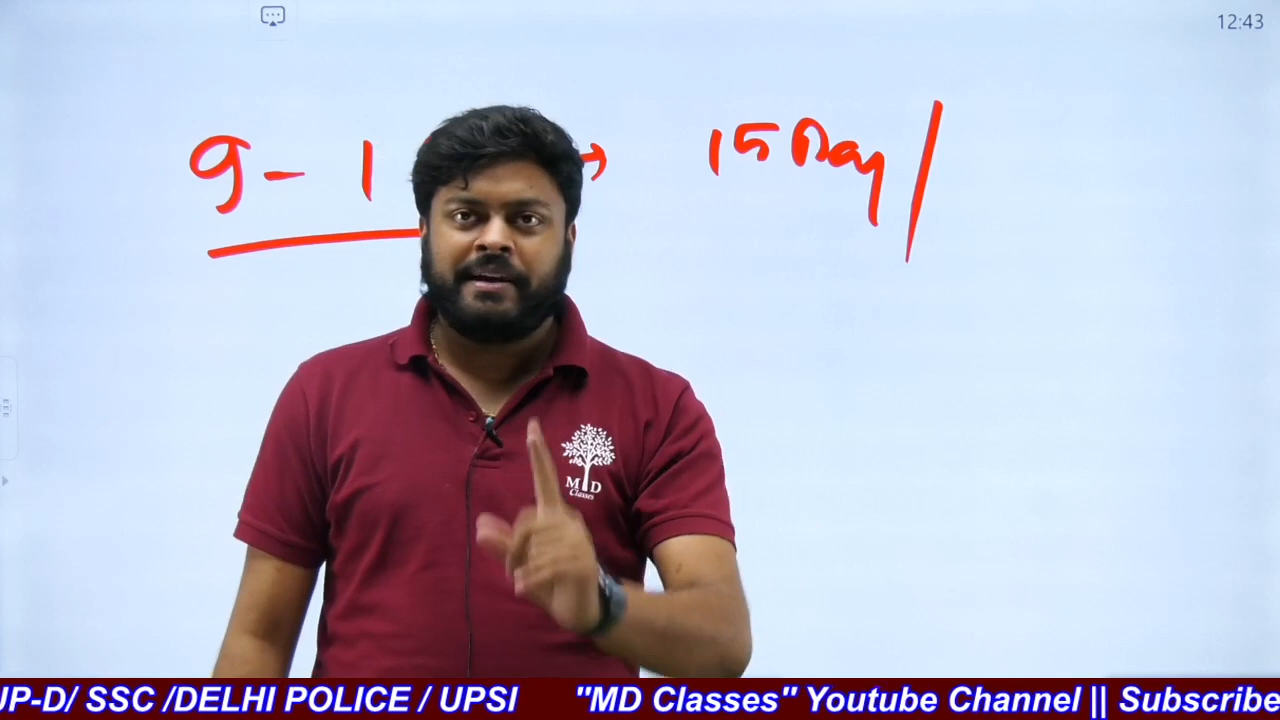 12:43
9-1 → 15 Day
MD
Classes
UP-D/ SSC /DELHI POLICE / UPSI "MD Classes" Youtube Channel || Subscribe